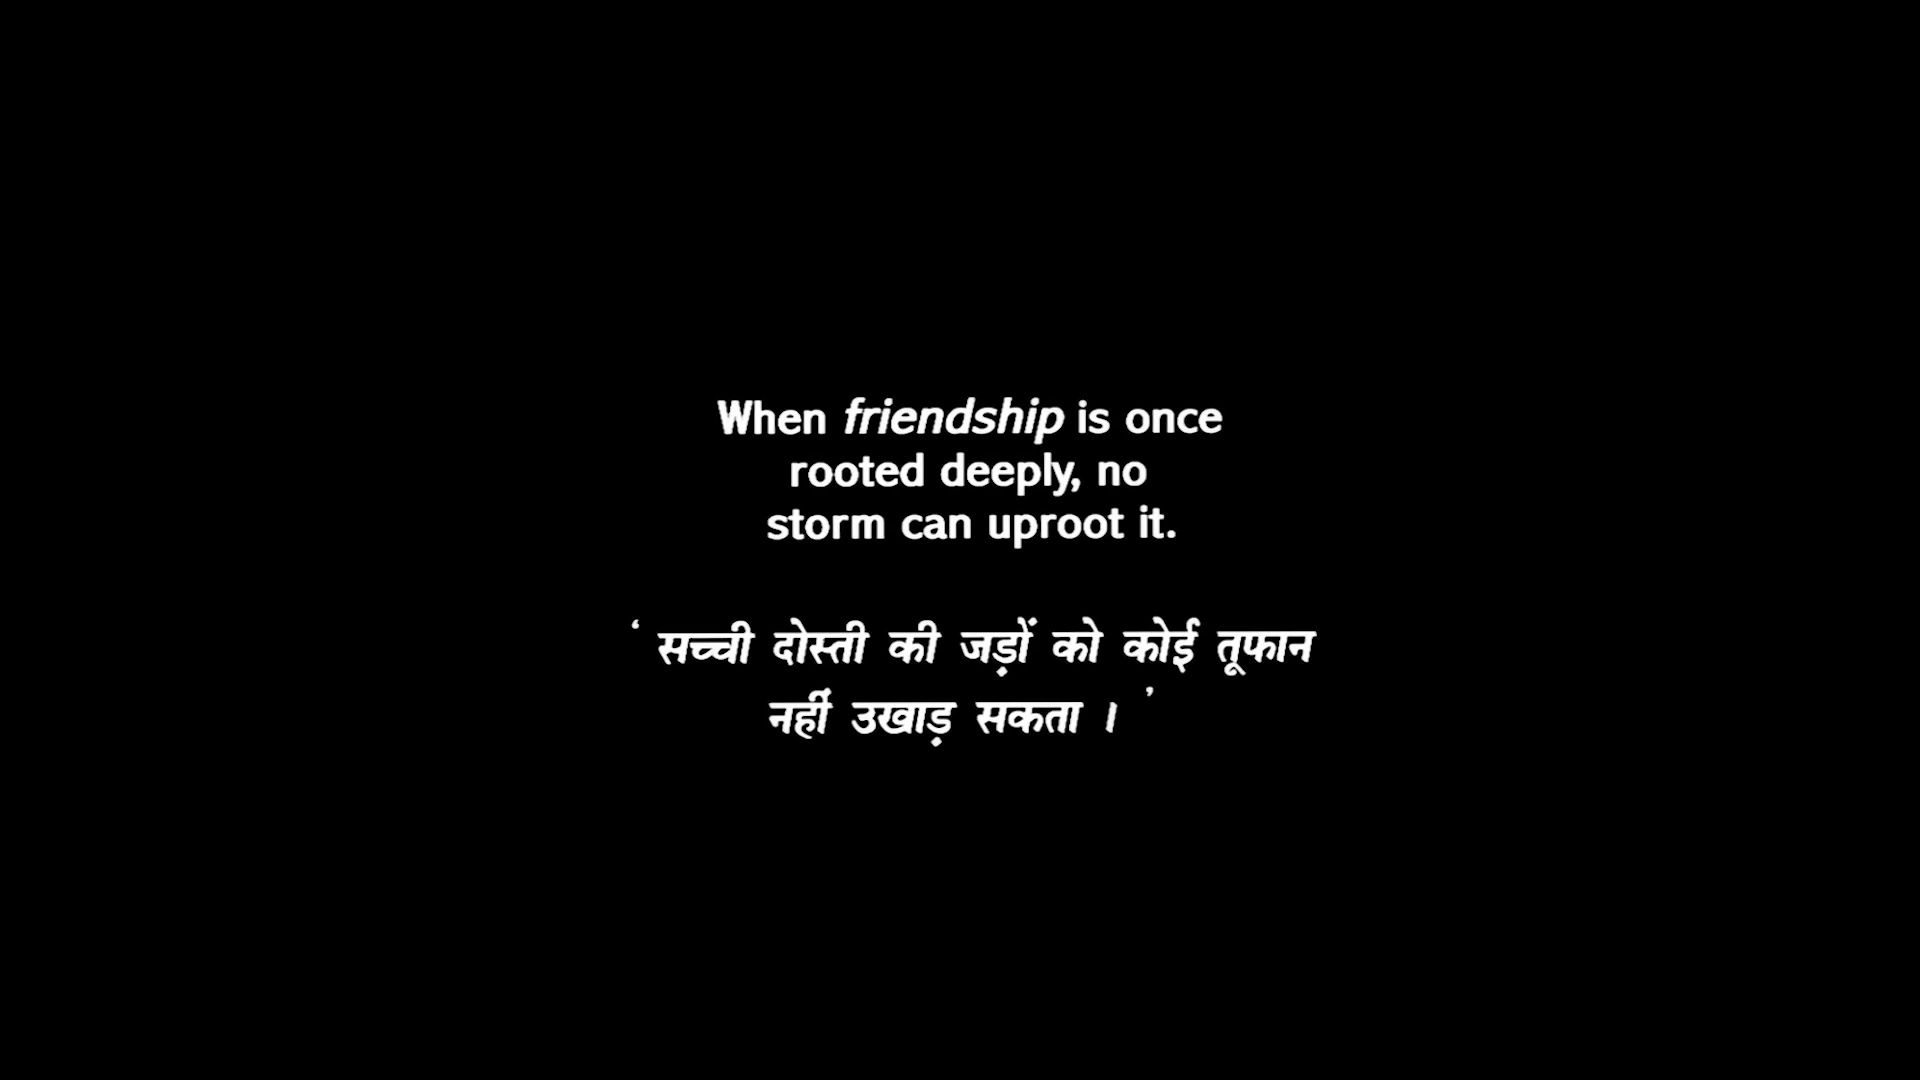 When friendship is once
rooted deeply, no
storm can uproot it.
‘ सच्ची दोस्ती की जड़ों को कोई तूफान
नहीं उखाड़ सकता । ’